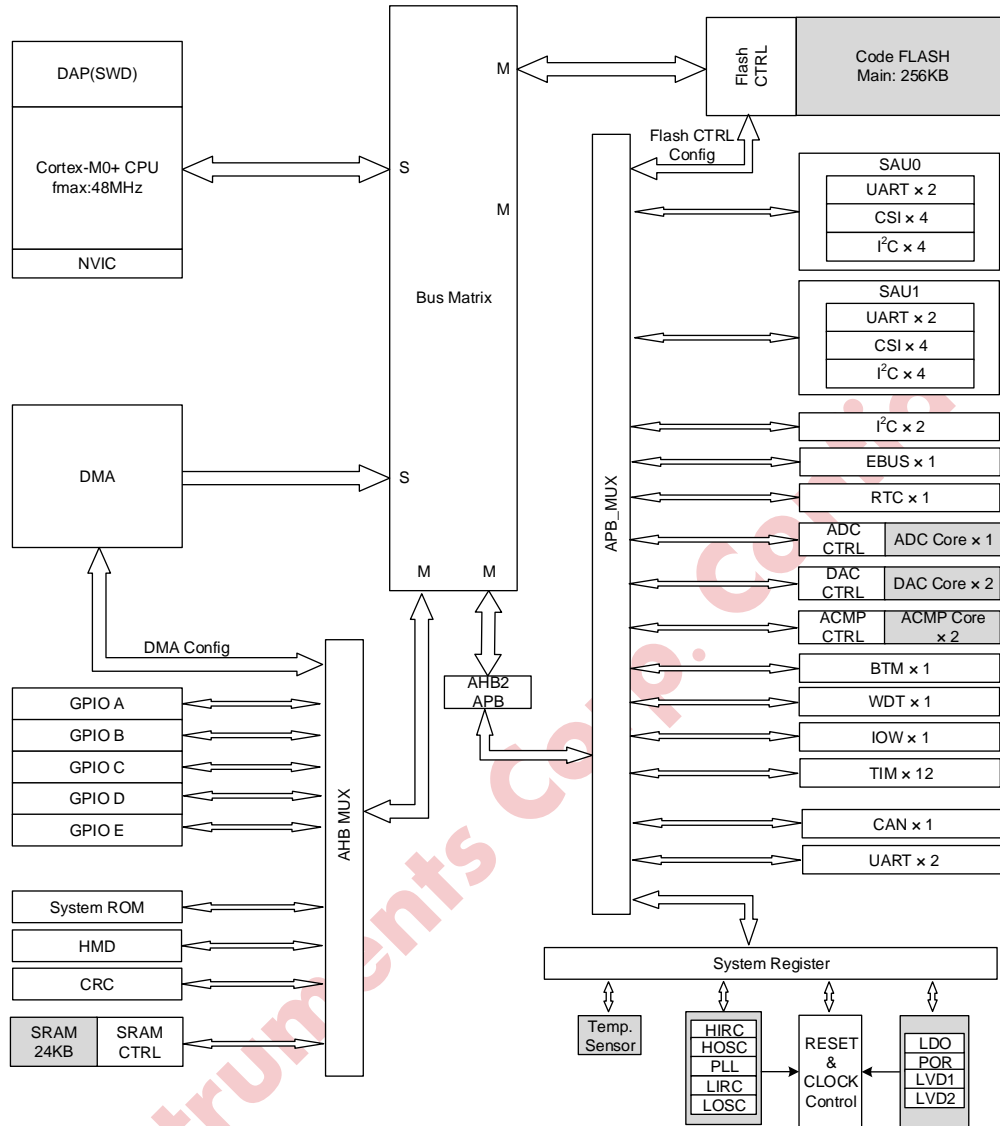 DAP(SWD)
Cortex-M0+ CPU
fmax:48MHz
NVIC
DMA
DMA Config
GPIO A
GPIO B
GPIO C
GPIO D
GPIO E
System ROM
HMD
CRC
SRAM
24KB
SRAM
CTRL
AHB MUX
Bus Matrix
M
S
M
S
M
M
AHB2
APB
Flash
CTRL
Code FLASH
Main: 256KB
Flash CTRL
Config
APB_MUX
SAU0
UART × 2
CSI × 4
I²C × 4
SAU1
UART × 2
CSI × 4
I²C × 4
I²C × 2
EBUS × 1
RTC × 1
ADC
CTRL
ADC Core × 1
DAC
CTRL
DAC Core × 2
ACMP
CTRL
ACMP Core
× 2
BTM × 1
WDT × 1
IOW × 1
TIM × 12
CAN × 1
UART × 2
System Register
Temp.
Sensor
HIRC
HOSC
PLL
LIRC
LOSC
RESET
&
CLOCK
Control
LDO
POR
LVD1
LVD2